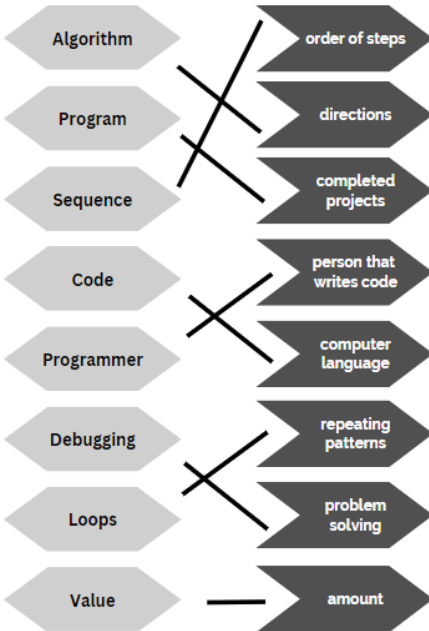 Algorithm
order of steps
Program
directions
Sequence
completed
projects
Code
person that
writes code
Programmer
computer
language
Debugging
repeating
patterns
Loops
problem
solving
Value
amount